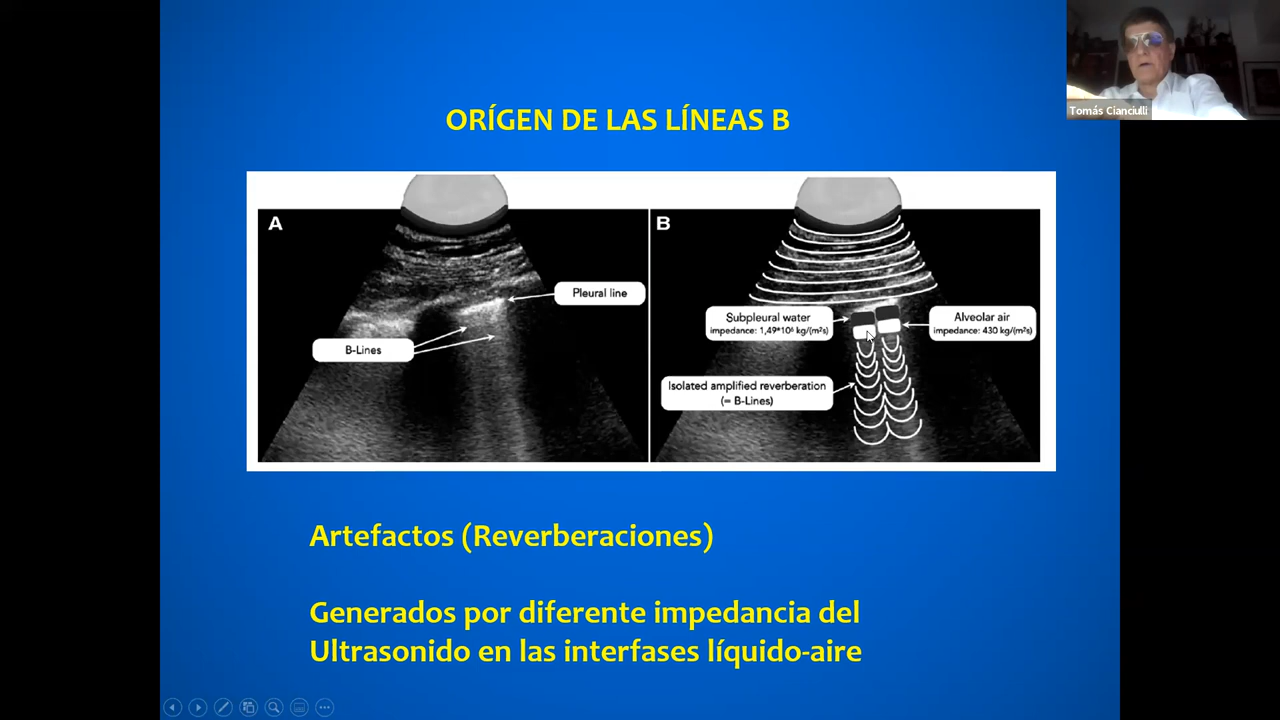 Tomás Cianciulli
ORÍGEN DE LAS LÍNEAS B
A
Pleural line
B-Lines
B
Subpleural water
impedance: 1,49*10⁶ kg/(m²s)
Alveolar air
impedance: 430 kg/(m²s)
Isolated amplified reverberation
(= B-Lines)
Artefactos (Reverberaciones)
Generados por diferente impedancia del
Ultrasonido en las interfases líquido-aire